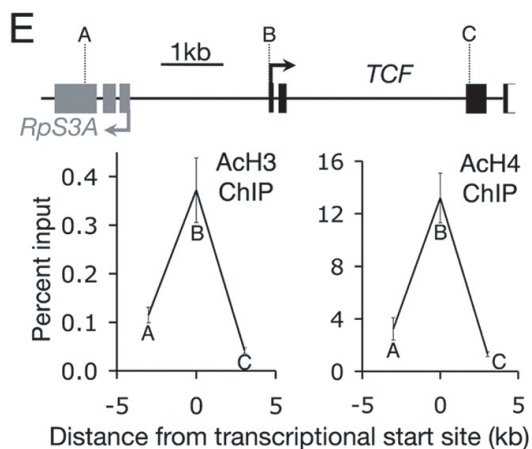 E
A
B
C
1kb
TCF
RpS3A
AcH3
ChIP
AcH4
ChIP
Percent input
0.4
0.3
0.2
0.1
0.0
A
B
C
-5
0
5
16
12
8
4
0
A
B
C
-5
0
5
Distance from transcriptional start site (kb)